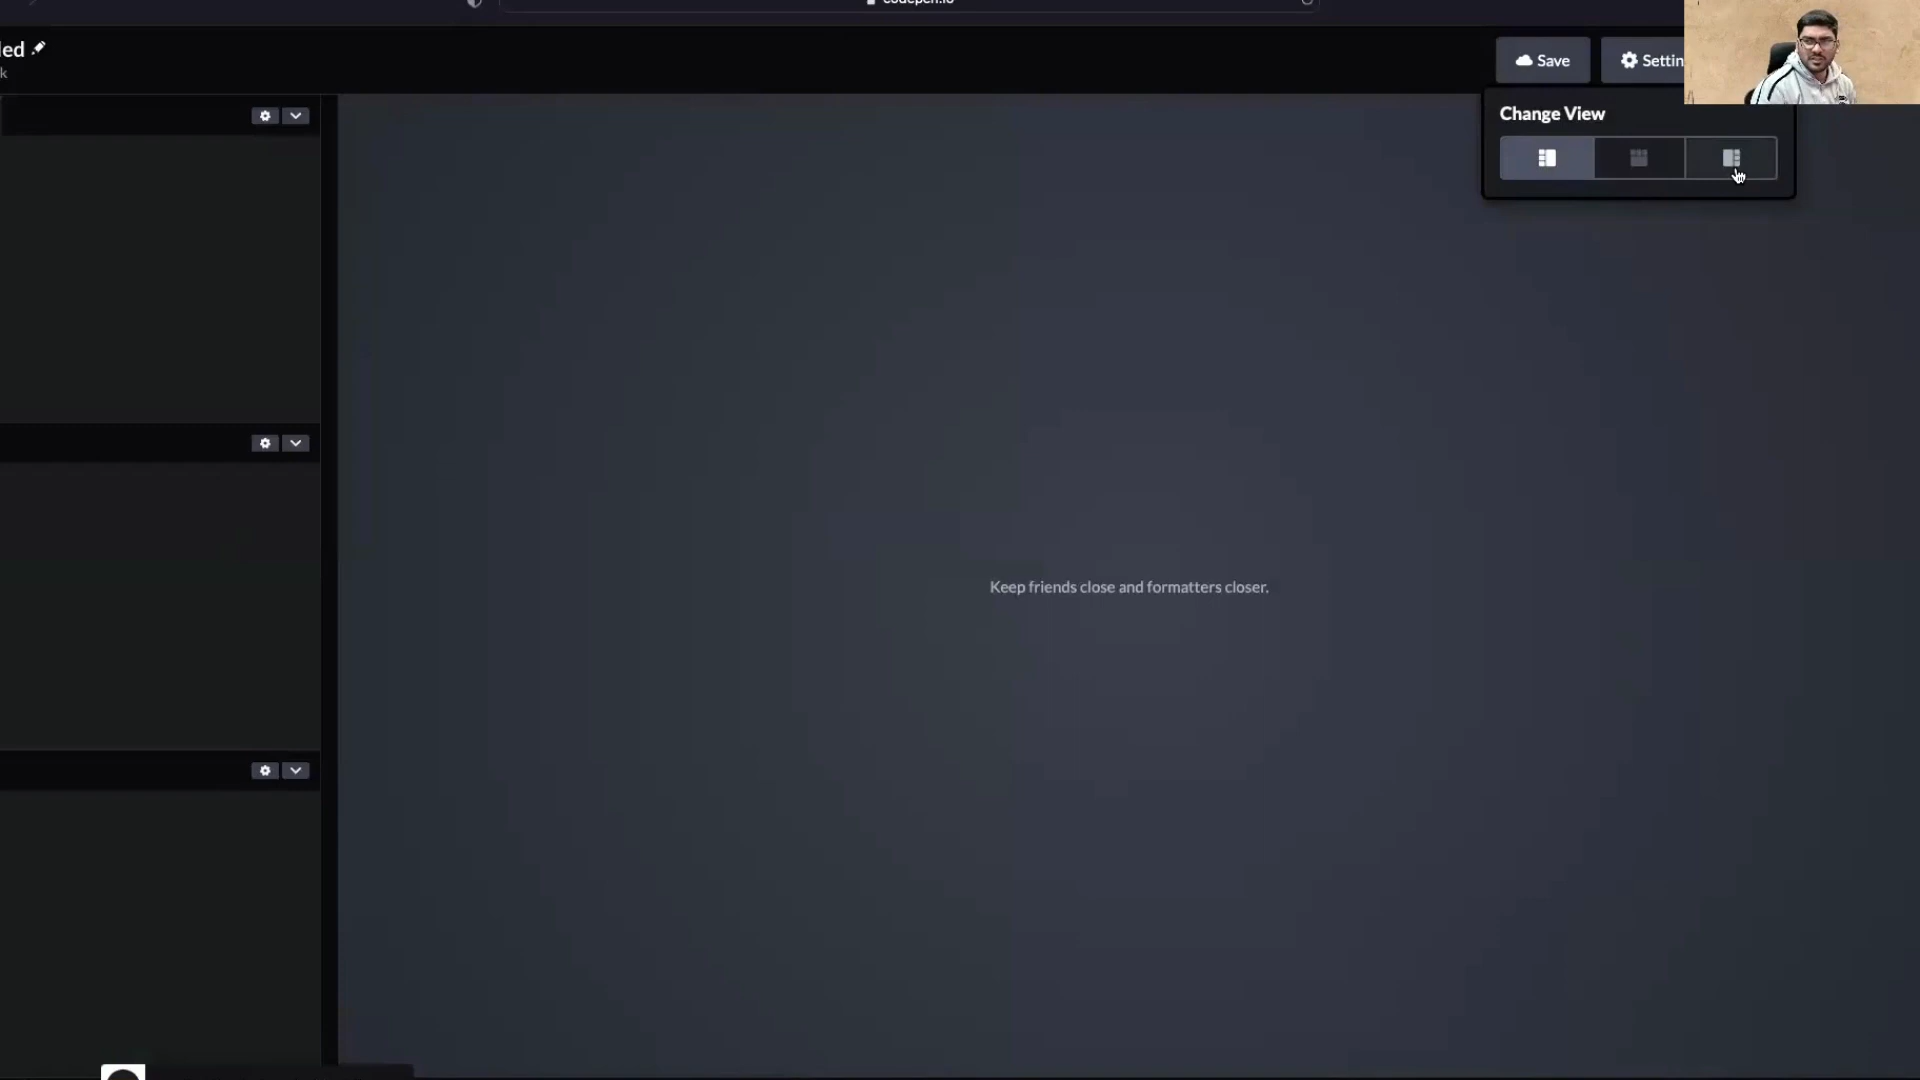 led
k
Save
Settin
Change View
Keep friends close and formatters closer.